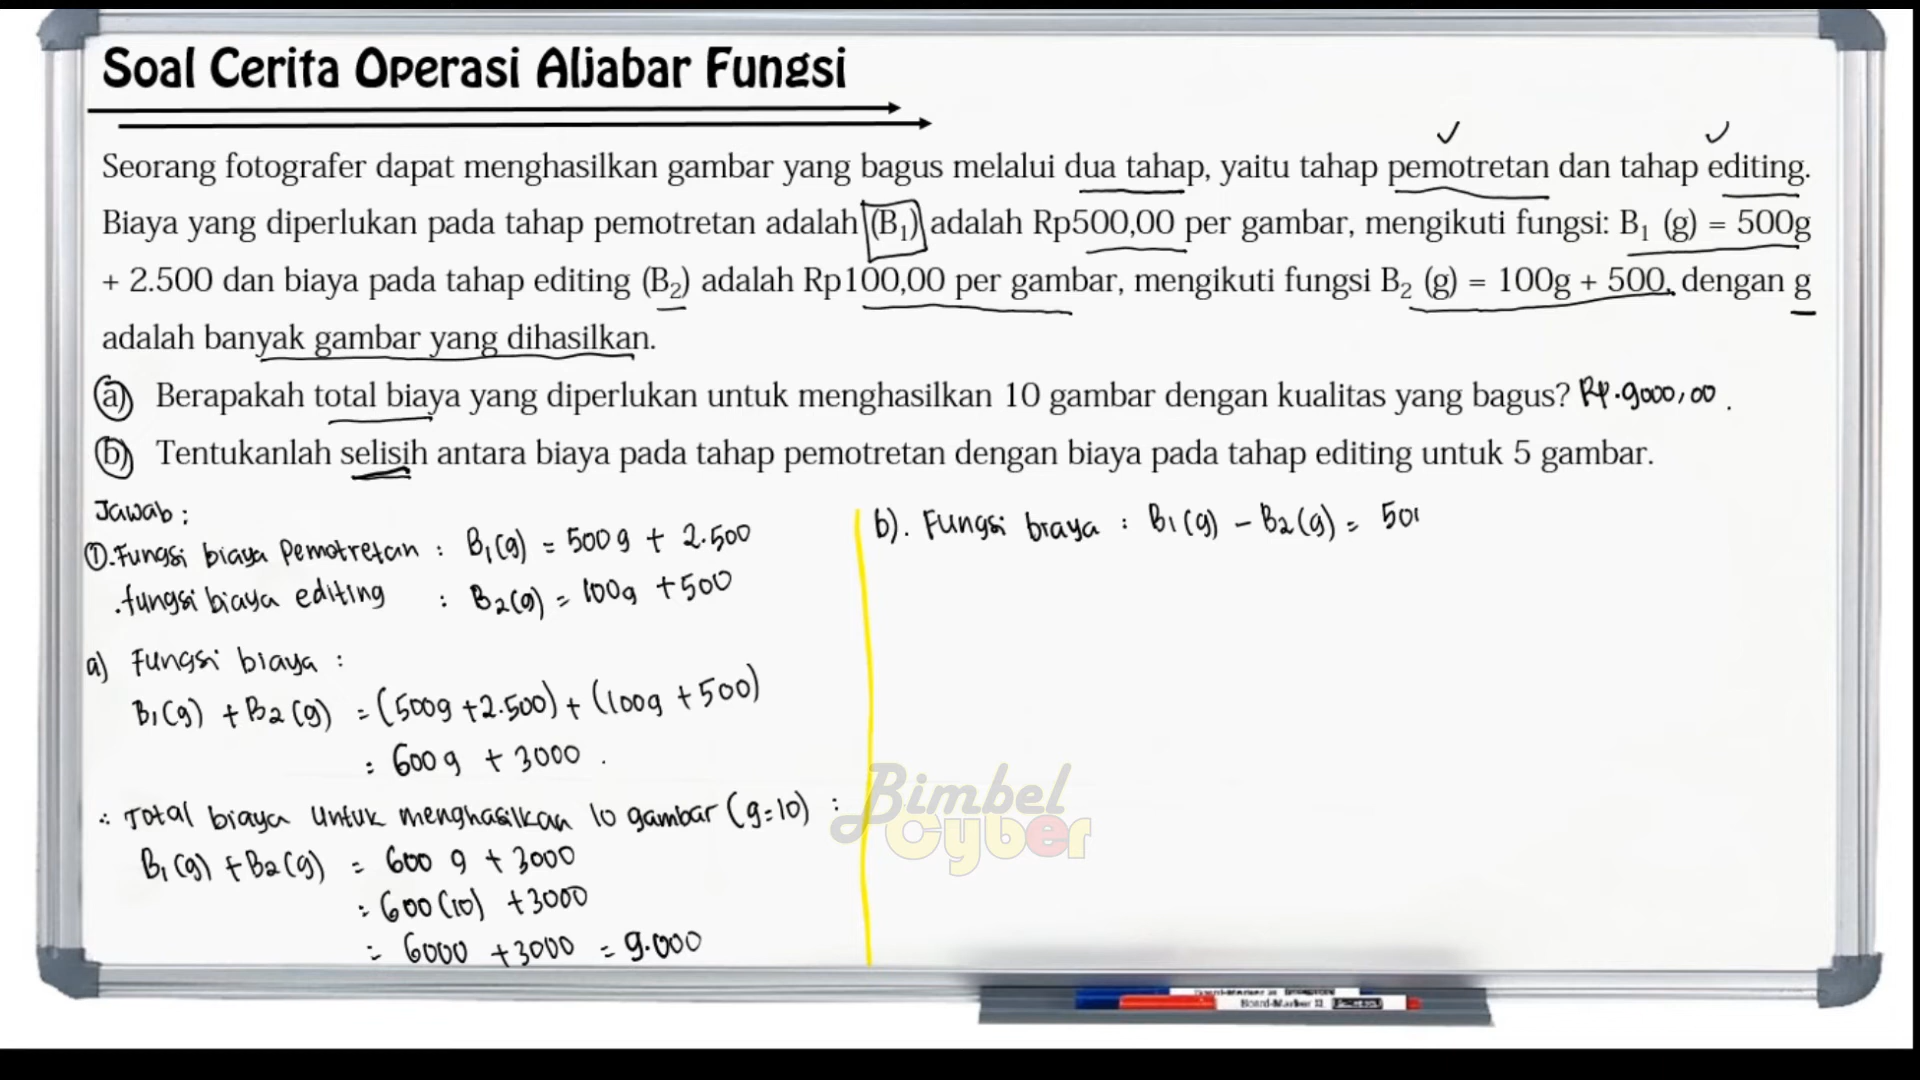 Soal Cerita Operasi Aljabar Fungsi
Seorang fotografer dapat menghasilkan gambar yang bagus melalui dua tahap, yaitu tahap pemotretan dan tahap editing.
Biaya yang diperlukan pada tahap pemotretan adalah (B₁) adalah Rp500,00 per gambar, mengikuti fungsi: B₁ (g) = 500g
+ 2.500 dan biaya pada tahap editing (B₂) adalah Rp100,00 per gambar, mengikuti fungsi B₂ (g) = 100g + 500, dengan g
adalah banyak gambar yang dihasilkan.
a) Berapakah total biaya yang diperlukan untuk menghasilkan 10 gambar dengan kualitas yang bagus? Rp.9000,00.
b) Tentukanlah selisih antara biaya pada tahap pemotretan dengan biaya pada tahap editing untuk 5 gambar.
Jawab :
①.Fungsi biaya Pemotretan : B₁(g) = 500g + 2.500
.fungsi biaya editing : B₂(g) = 100g + 500
a) Fungsi biaya :
B₁(g) + B₂(g) = (500g + 2.500) + (100g + 500)
= 600g + 3000 .
∴ Total biaya untuk menghasilkan 10 gambar (g=10) :
B₁(g) + B₂(g) = 600 g + 3000
= 600(10) + 3000
= 6000 + 3000 = 9.000
b). Fungsi biaya : B₁(g) - B₂(g) = 500
Bimbel
Cyber